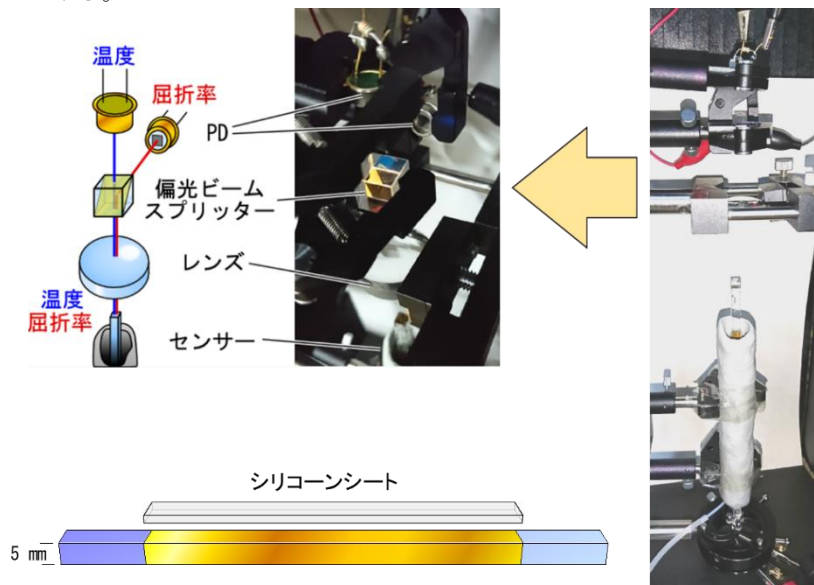 温度
屈折率
PD
偏光ビーム
スプリッター
レンズ
温度
屈折率
センサー
シリコーンシート
5 mm